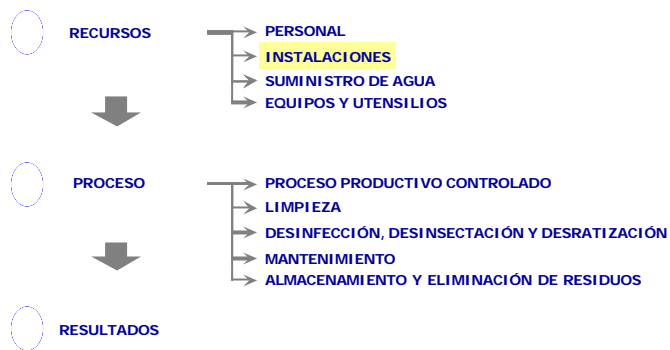 RECURSOS
PERSONAL
INSTALACIONES
SUMINISTRO DE AGUA
EQUIPOS Y UTENSILIOS
PROCESO
PROCESO PRODUCTIVO CONTROLADO
LIMPIEZA
DESINFECCIÓN, DESINSECTACIÓN Y DESRATIZACIÓN
MANTENIMIENTO
ALMACENAMIENTO Y ELIMINACIÓN DE RESIDUOS
RESULTADOS